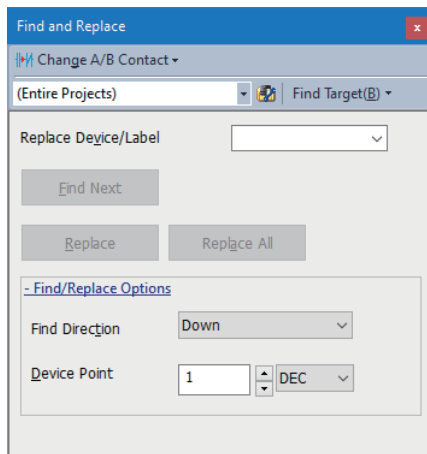 Find and Replace
x
Change A/B Contact
(Entire Projects) Find Target(B)
Replace Device/Label
Find Next
Replace Replace All
- Find/Replace Options
Find Direction Down
Device Point 1 DEC